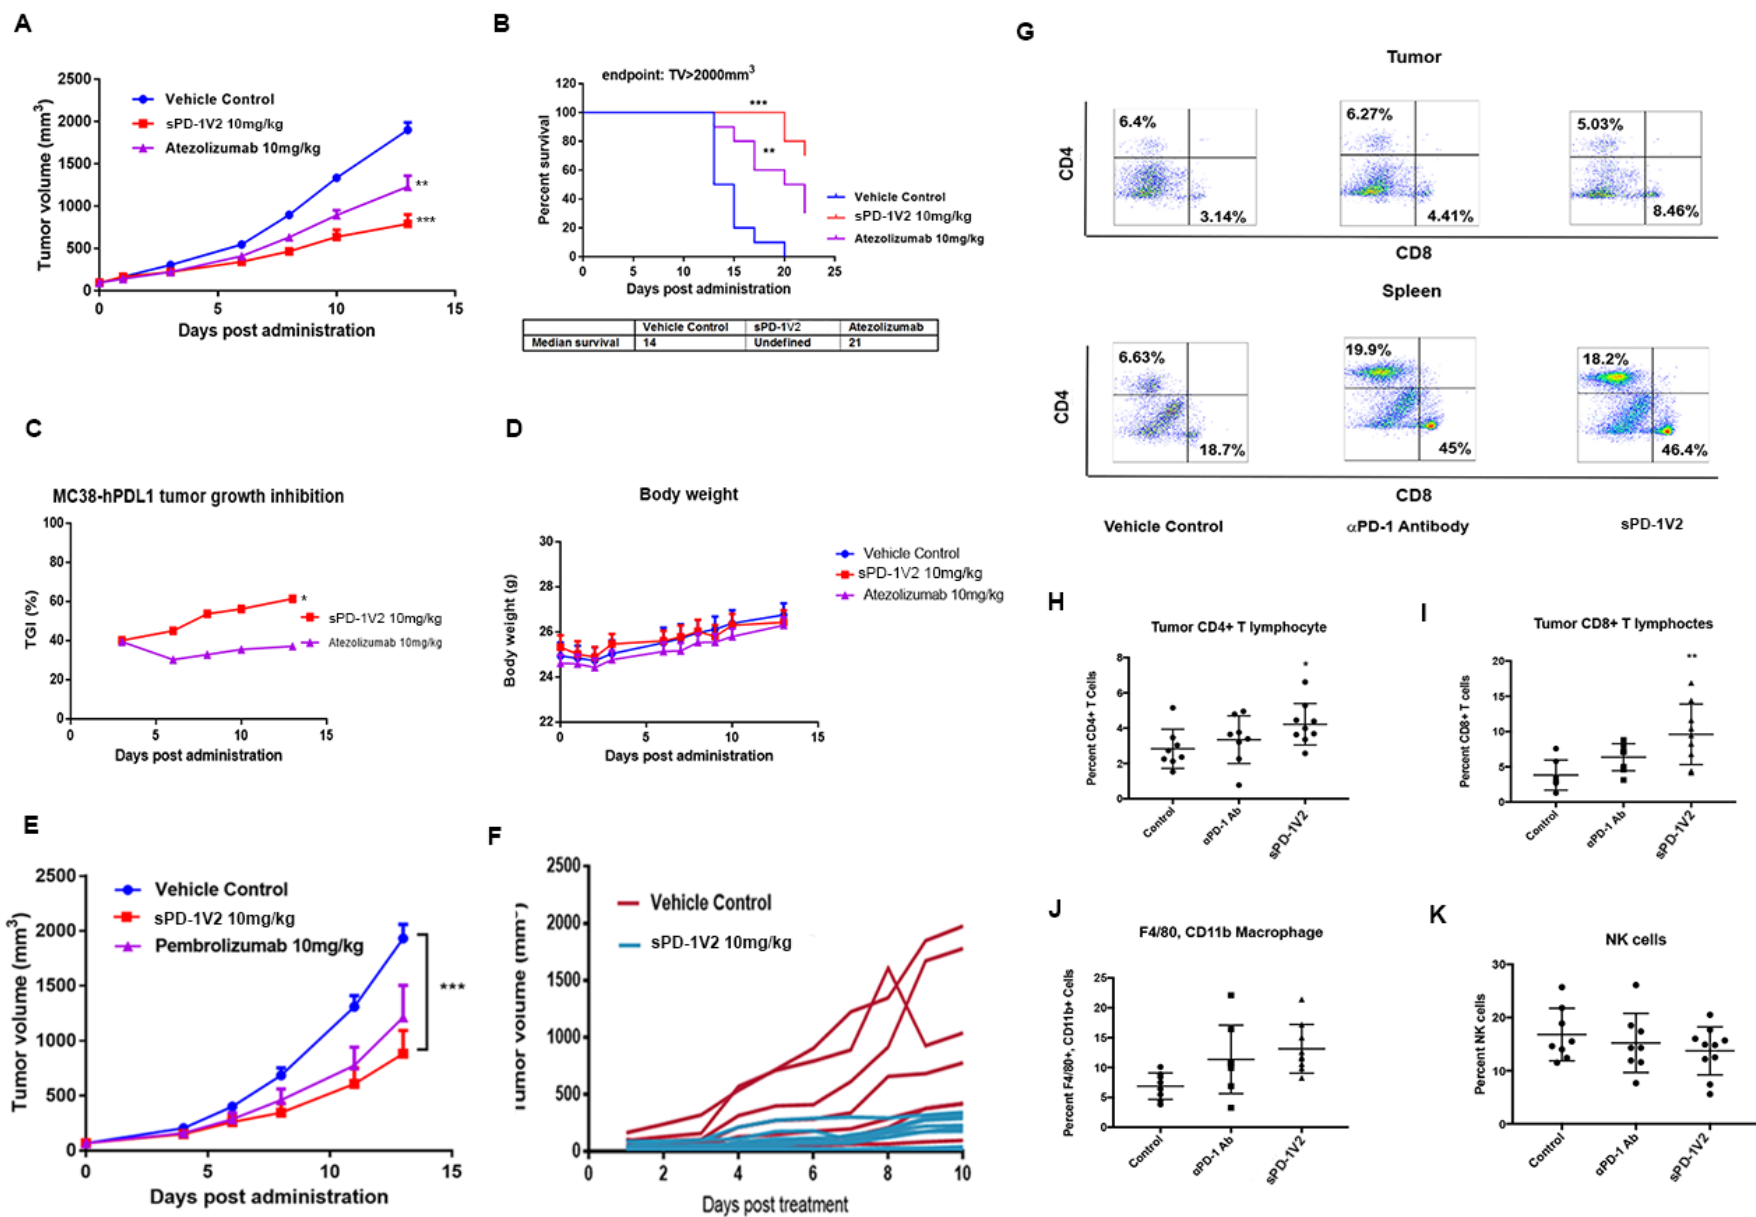 A
Tumor volume (mm3)
2500
2000
1500
1000
500
0
0 5 10 15
Days post administration
Vehicle Control
sPD-1V2 10mg/kg
Atezolizumab 10mg/kg
**
***
B
endpoint: TV>2000mm3
Percent survival
120
100
80
60
40
20
0
0 5 10 15 20 25
Days post administration
***
**
Vehicle Control
sPD-1V2 10mg/kg
Atezolizumab 10mg/kg
Vehicle Control sPD-1V2 Atezolizumab
Median survival 14 Undefined 21
C
MC38-hPDL1 tumor growth inhibition
TGI (%)
100
80
60
40
20
0
0 5 10 15
Days post administration
*
sPD-1V2 10mg/kg
Atezolizumab 10mg/kg
D
Body weight
Body weight (g)
30
28
26
24
22
0 5 10 15
Days post administration
Vehicle Control
sPD-1V2 10mg/kg
Atezolizumab 10mg/kg
E
Tumor volume (mm3)
2500
2000
1500
1000
500
0
0 5 10 15
Days post administration
Vehicle Control
sPD-1V2 10mg/kg
Pembrolizumab 10mg/kg
***
F
Tumor volume (mm
2500
2000
1500
1000
500
0
0 2 4 6 8 10
Days post treatment
Vehicle Control
sPD-1V2 10mg/kg
G
Tumor
CD4
6.4% 6.27% 5.03%
3.14% 4.41% 8.46%
CD8
Spleen
CD4
6.63% 19.9% 18.2%
18.7% 45% 46.4%
CD8
Vehicle Control αPD-1 Antibody sPD-1V2
H
Tumor CD4+ T lymphocyte
Percent CD4+ T Cells
8
6
4
2
0
*
Control αPD-1 Ab sPD-1V2
I
Tumor CD8+ T lymphoctes
Percent CD8+ T cells
20
15
10
5
0
**
Control αPD-1 Ab sPD-1V2
J
F4/80, CD11b Macrophage
Percent F4/80+, CD11b+ Cells
25
20
15
10
5
0
Control αPD-1 Ab sPD-1V2
K
NK cells
Percent NK cells
30
20
10
0
Control αPD-1 Ab sPD-1V2